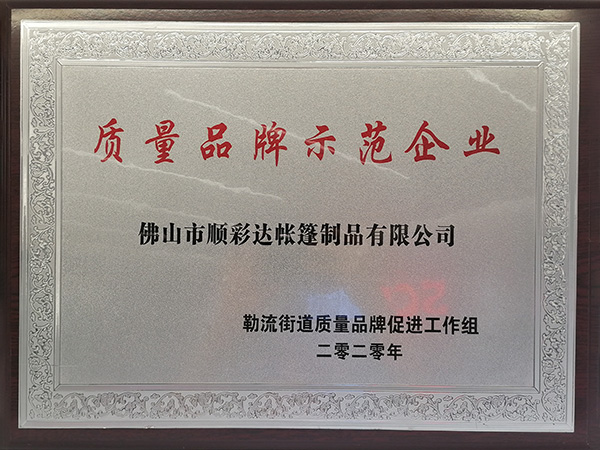 质量品牌示范企业
佛山市顺彩达帐篷制品有限公司
勒流街道质量品牌促进工作组
二零二零年